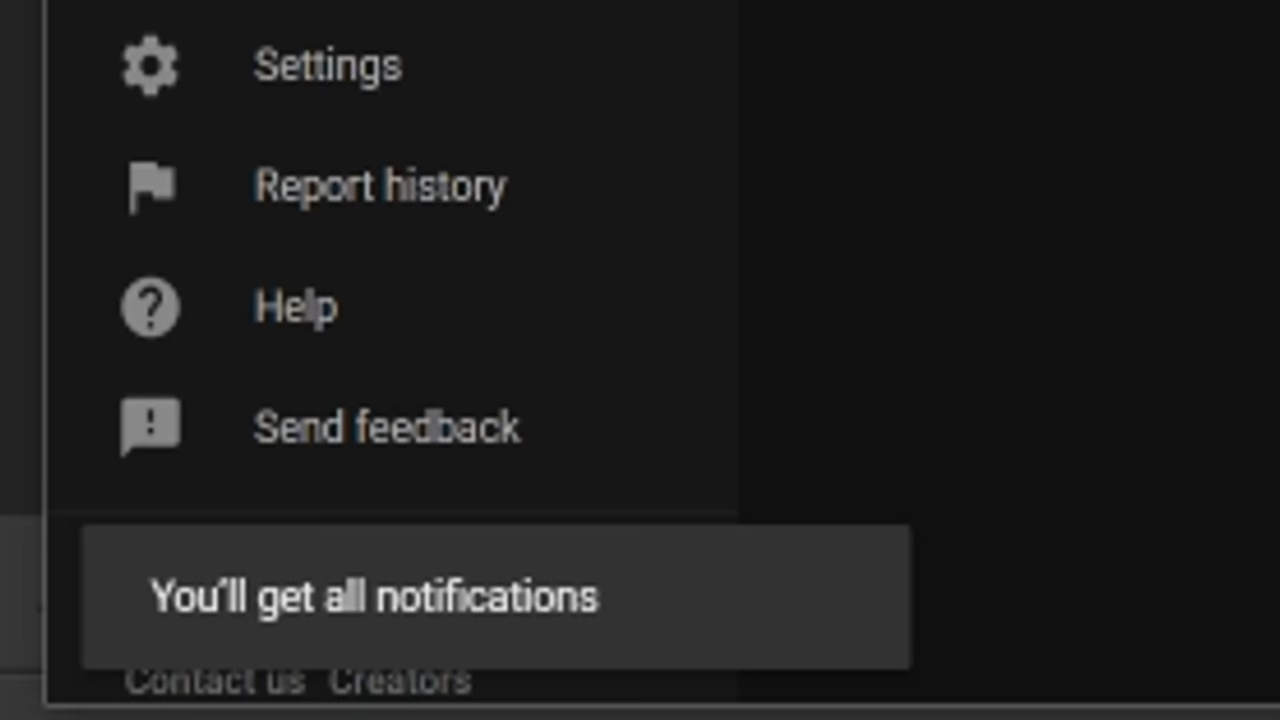 Settings
Report history
Help
Send feedback
You'll get all notifications
Contact us Creators